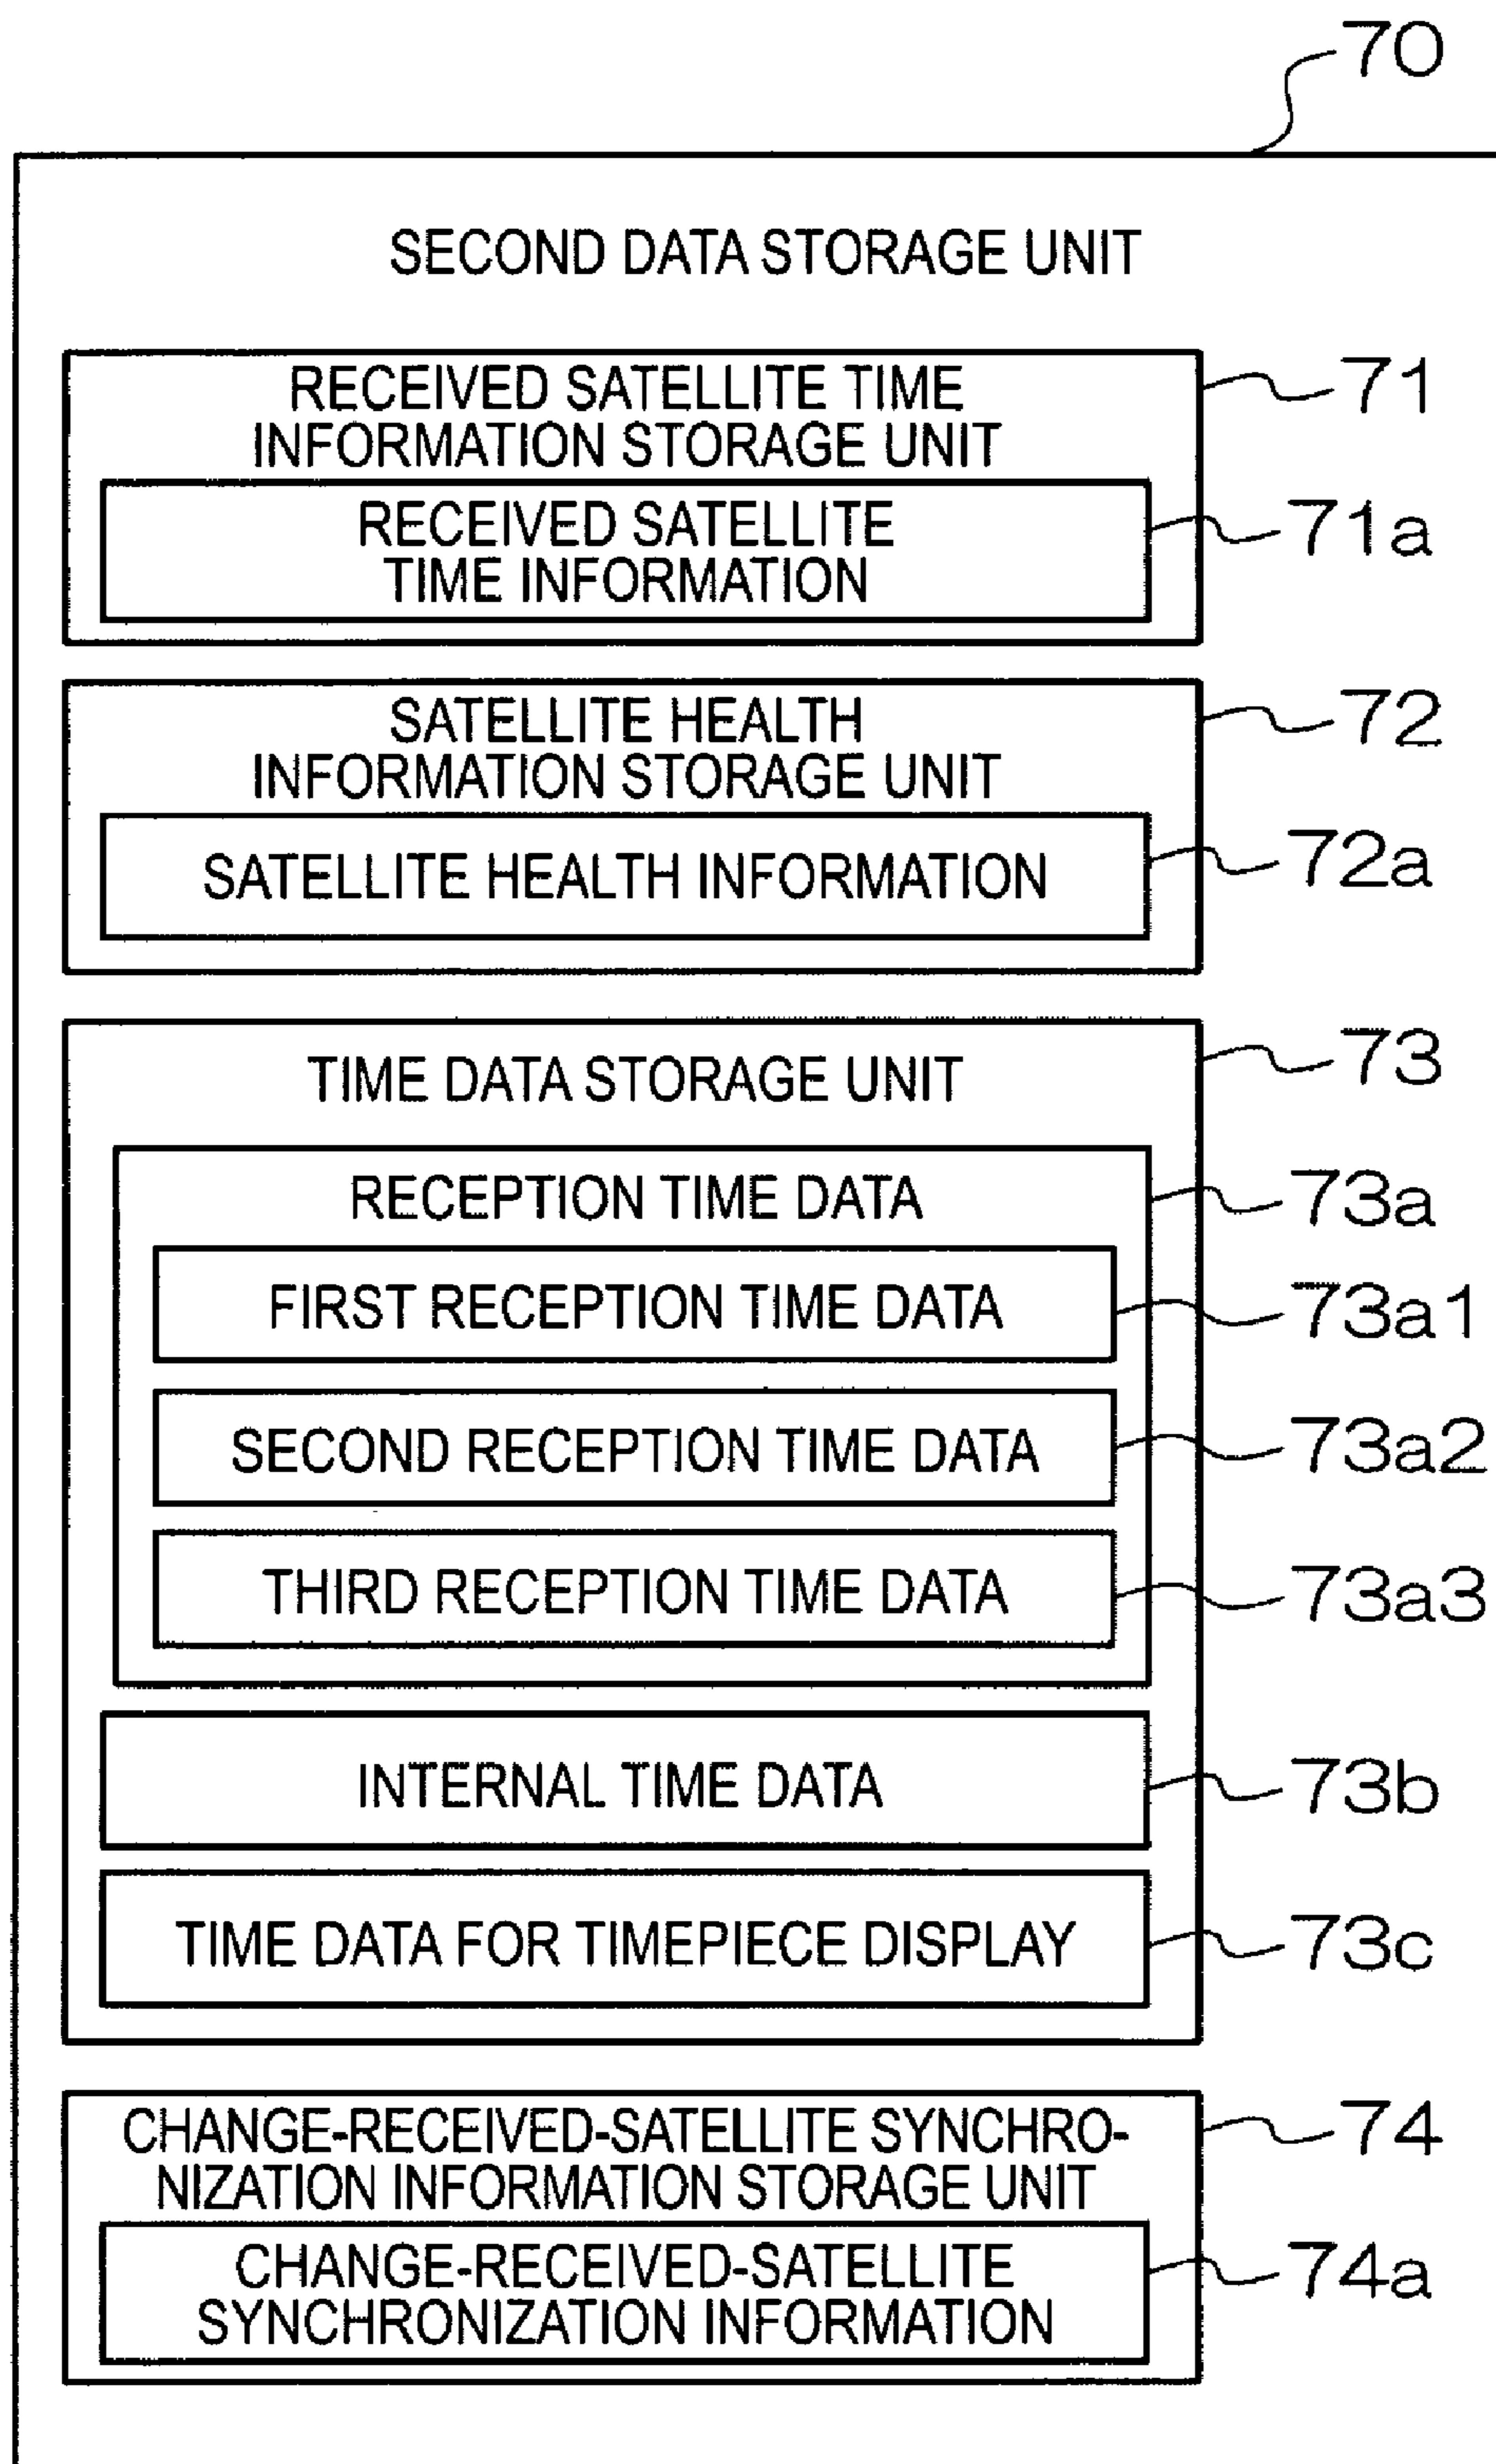 70
SECOND DATA STORAGE UNIT
RECEIVED SATELLITE TIME
INFORMATION STORAGE UNIT
71
RECEIVED SATELLITE
TIME INFORMATION
71a
SATELLITE HEALTH
INFORMATION STORAGE UNIT
72
SATELLITE HEALTH INFORMATION
72a
TIME DATA STORAGE UNIT
73
RECEPTION TIME DATA
73a
FIRST RECEPTION TIME DATA
73a1
SECOND RECEPTION TIME DATA
73a2
THIRD RECEPTION TIME DATA
73a3
INTERNAL TIME DATA
73b
TIME DATA FOR TIMEPIECE DISPLAY
73c
CHANGE-RECEIVED-SATELLITE SYNCHRO-
NIZATION INFORMATION STORAGE UNIT
74
CHANGE-RECEIVED-SATELLITE
SYNCHRONIZATION INFORMATION
74a